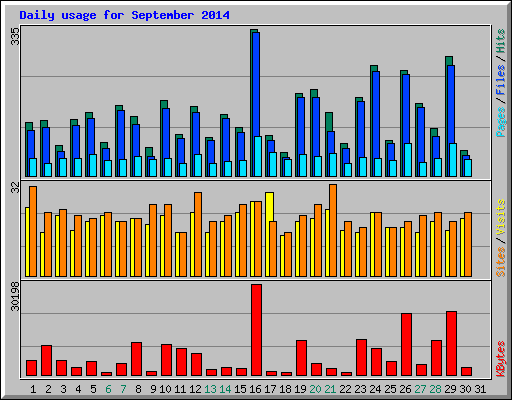 Daily usage for September 2014
335
Pages / Files / Hits
32
Sites / Visits
30198
KBytes
1 2 3 4 5 6 7 8 9 10 11 12 13 14 15 16 17 18 19 20 21 22 23 24 25 26 27 28 29 30 31